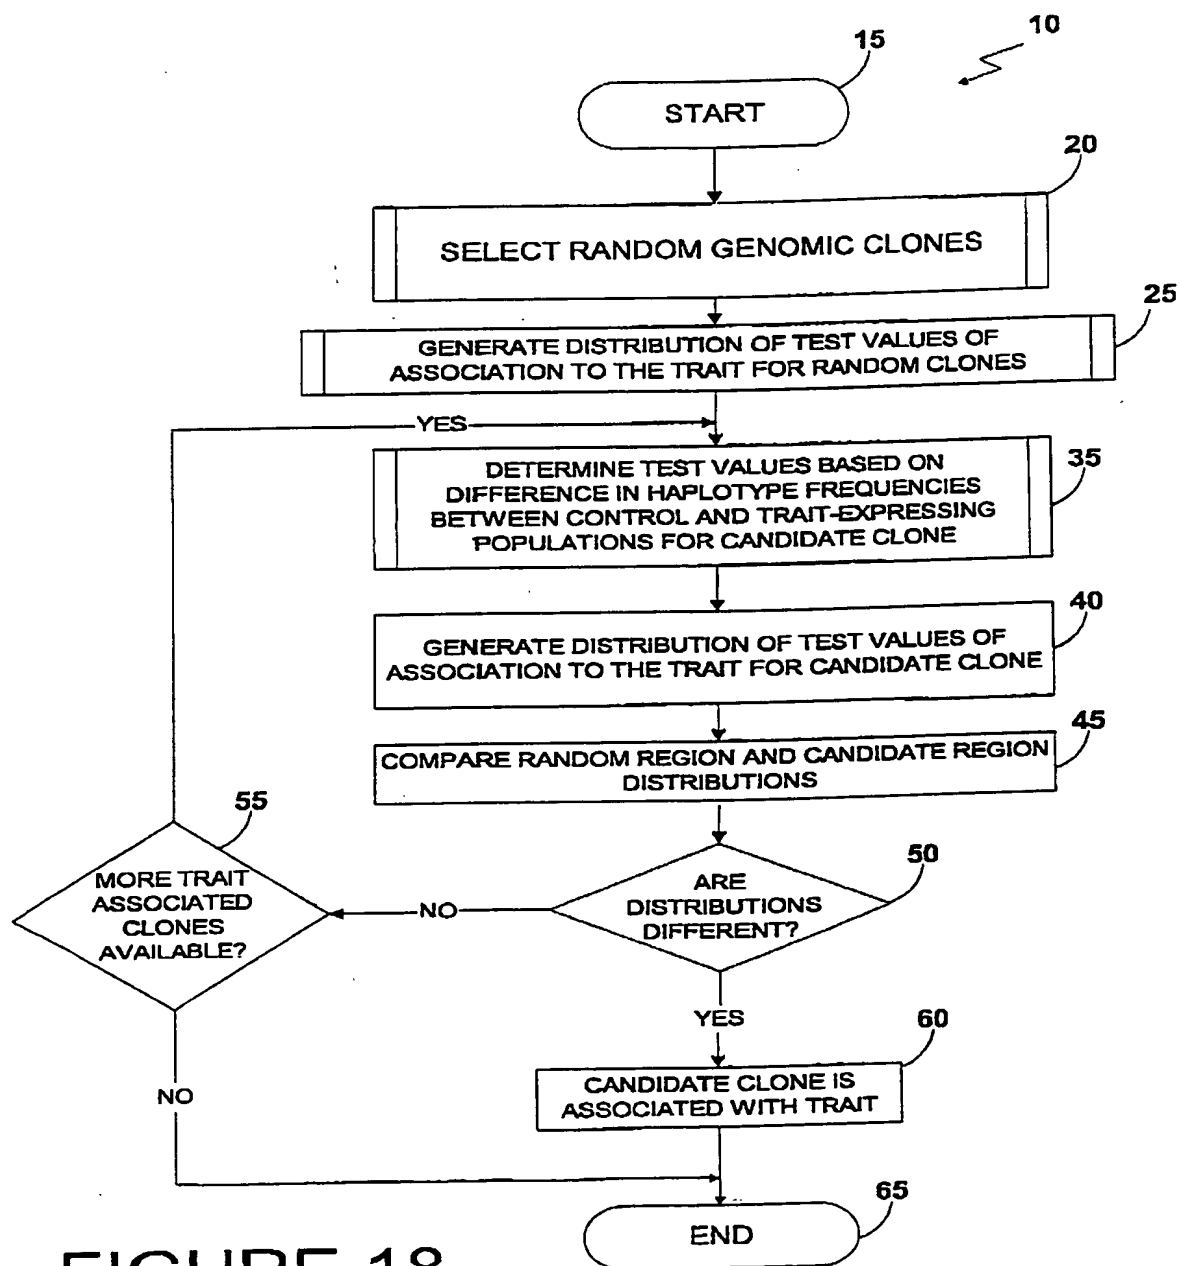 10
15
START
20
SELECT RANDOM GENOMIC CLONES
25
GENERATE DISTRIBUTION OF TEST VALUES OF
ASSOCIATION TO THE TRAIT FOR RANDOM CLONES
YES
35
DETERMINE TEST VALUES BASED ON
DIFFERENCE IN HAPLOTYPE FREQUENCIES
BETWEEN CONTROL AND TRAIT-EXPRESSING
POPULATIONS FOR CANDIDATE CLONE
40
GENERATE DISTRIBUTION OF TEST VALUES OF
ASSOCIATION TO THE TRAIT FOR CANDIDATE CLONE
45
COMPARE RANDOM REGION AND CANDIDATE REGION
DISTRIBUTIONS
55
MORE TRAIT
ASSOCIATED
CLONES
AVAILABLE?
NO
50
ARE
DISTRIBUTIONS
DIFFERENT?
YES
NO
60
CANDIDATE CLONE IS
ASSOCIATED WITH TRAIT
65
END
FIGURE 18